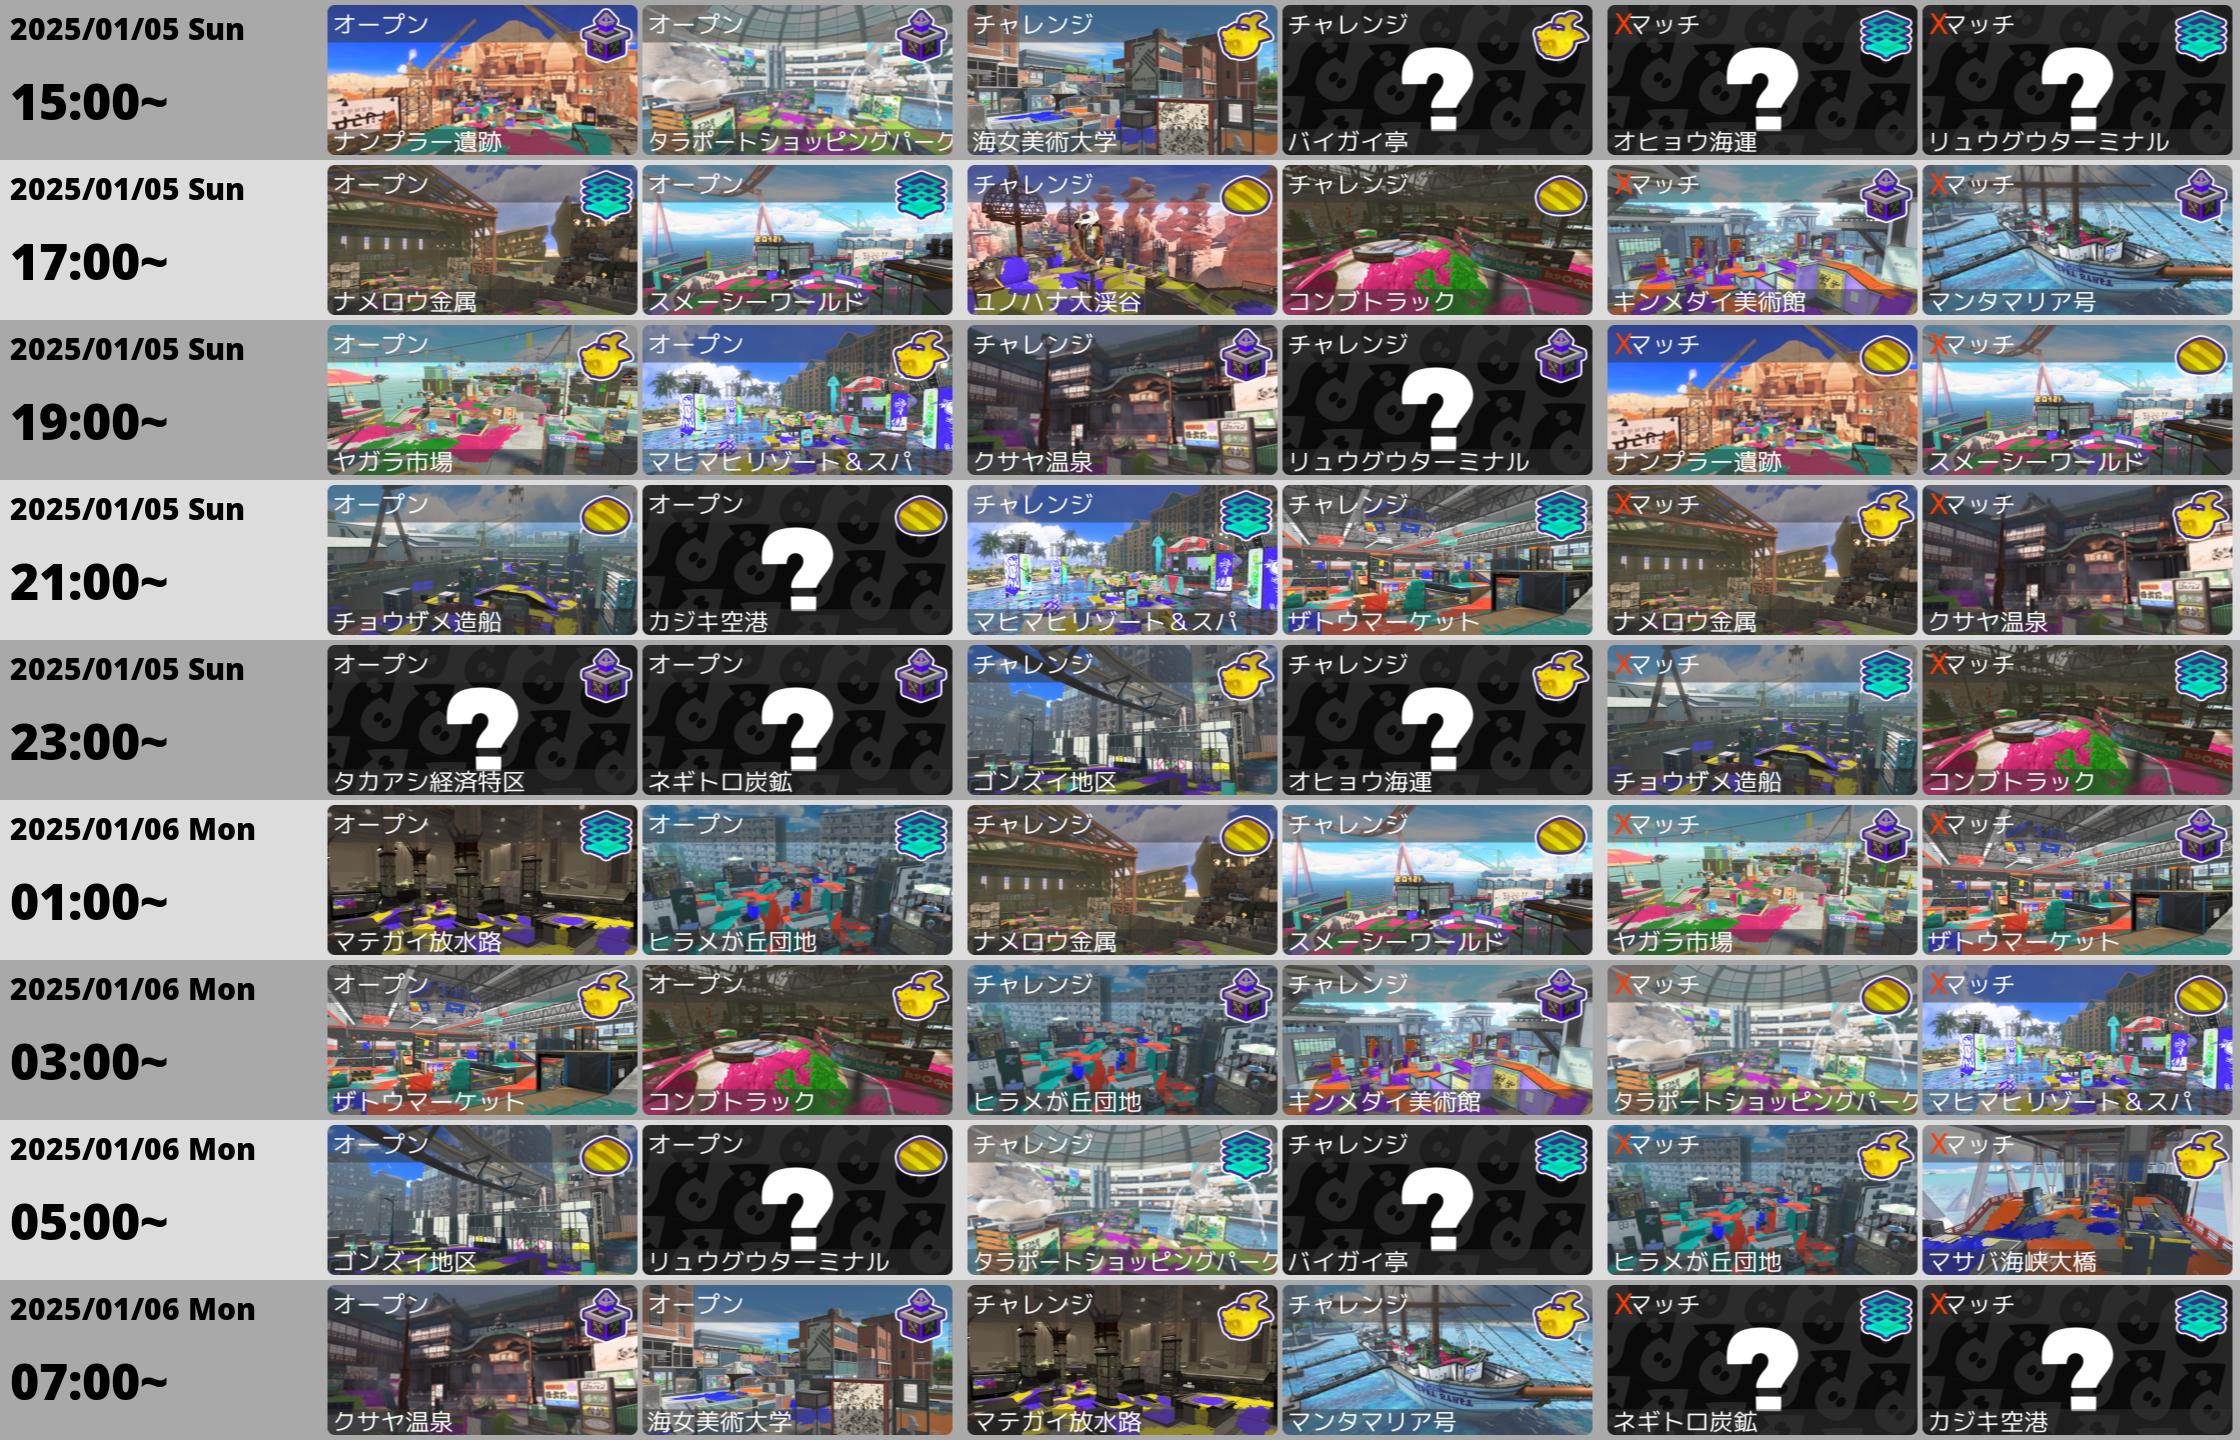 2025/01/05 Sun
15:00~
オープン
ナンプラー遺跡
オープン
タラポートショッピングパーク
チャレンジ
海女美術大学
チャレンジ
バイガイ亭
Xマッチ
オヒョウ海運
Xマッチ
リュウグウターミナル
2025/01/05 Sun
17:00~
オープン
ナメロウ金属
オープン
スメーシーワールド
チャレンジ
ユノハナ大渓谷
チャレンジ
コンブトラック
Xマッチ
キンメダイ美術館
Xマッチ
マンタマリア号
2025/01/05 Sun
19:00~
オープン
ヤガラ市場
オープン
マヒマヒリゾート＆スパ
チャレンジ
クサヤ温泉
チャレンジ
リュウグウターミナル
Xマッチ
ナンプラー遺跡
Xマッチ
スメーシーワールド
2025/01/05 Sun
21:00~
オープン
チョウザメ造船
オープン
カジキ空港
チャレンジ
マヒマヒリゾート＆スパ
チャレンジ
ザトウマーケット
Xマッチ
ナメロウ金属
Xマッチ
クサヤ温泉
2025/01/05 Sun
23:00~
オープン
タカアシ経済特区
オープン
ネギトロ炭鉱
チャレンジ
ゴンズイ地区
チャレンジ
オヒョウ海運
Xマッチ
チョウザメ造船
Xマッチ
コンブトラック
2025/01/06 Mon
01:00~
オープン
マテガイ放水路
オープン
ヒラメが丘団地
チャレンジ
ナメロウ金属
チャレンジ
スメーシーワールド
Xマッチ
ヤガラ市場
Xマッチ
ザトウマーケット
2025/01/06 Mon
03:00~
オープン
ザトウマーケット
オープン
コンブトラック
チャレンジ
ヒラメが丘団地
チャレンジ
キンメダイ美術館
Xマッチ
タラポートショッピングパーク
Xマッチ
マヒマヒリゾート＆スパ
2025/01/06 Mon
05:00~
オープン
ゴンズイ地区
オープン
リュウグウターミナル
チャレンジ
タラポートショッピングパーク
チャレンジ
バイガイ亭
Xマッチ
ヒラメが丘団地
Xマッチ
マサバ海峡大橋
2025/01/06 Mon
07:00~
オープン
クサヤ温泉
オープン
海女美術大学
チャレンジ
マテガイ放水路
チャレンジ
マンタマリア号
Xマッチ
ネギトロ炭鉱
Xマッチ
カジキ空港